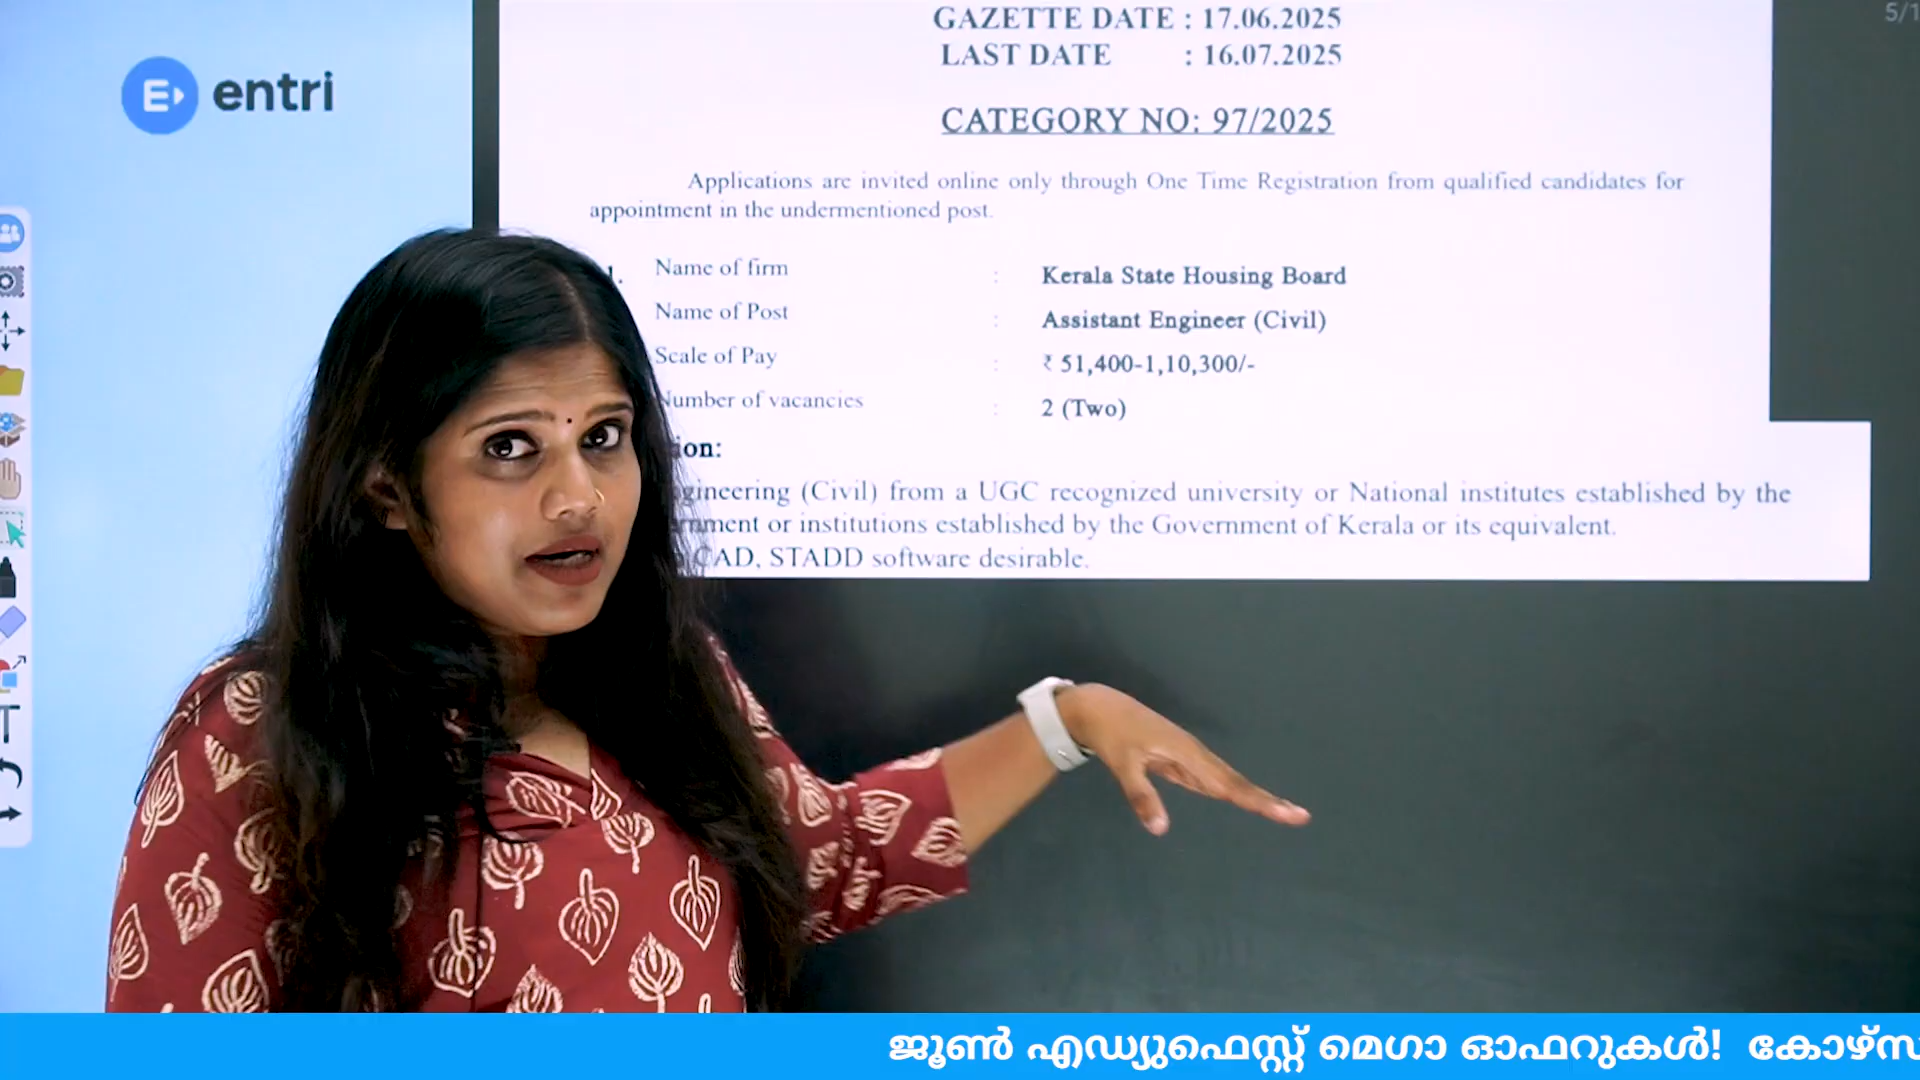 5/1
entri
GAZETTE DATE : 17.06.2025
LAST DATE : 16.07.2025
CATEGORY NO: 97/2025
Applications are invited online only through One Time Registration from qualified candidates for
appointment in the undermentioned post.
1. Name of firm : Kerala State Housing Board
Name of Post : Assistant Engineer (Civil)
Scale of Pay : ₹ 51,400-1,10,300/-
Number of vacancies : 2 (Two)
(Civil) from a UGC recognized university or National institutes established by the
or institutions established by the Government of Kerala or its equivalent.
CAD, STADD software desirable.
ജൂൺ എഡ്യുഫെസ്റ്റ് മെഗാ ഓഫറുകൾ!